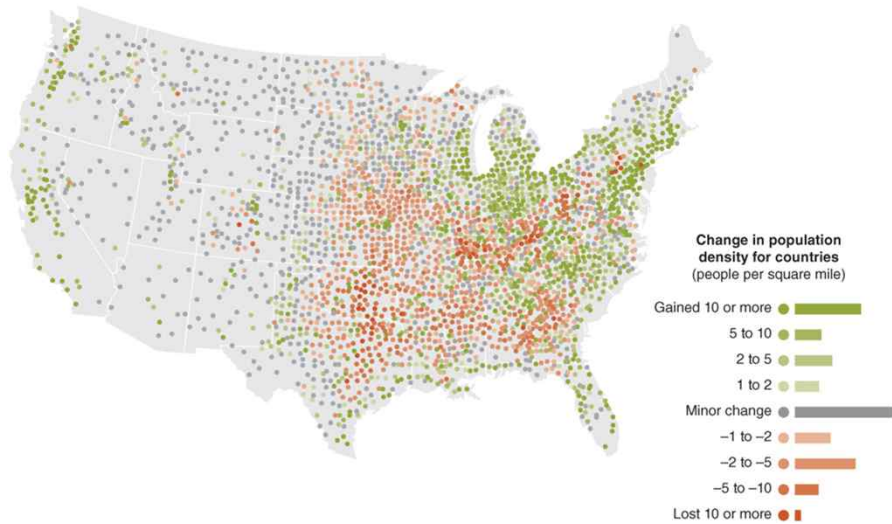 Change in population
density for countries
(people per square mile)
Gained 10 or more
5 to 10
2 to 5
1 to 2
Minor change
–1 to –2
–2 to –5
–5 to –10
Lost 10 or more